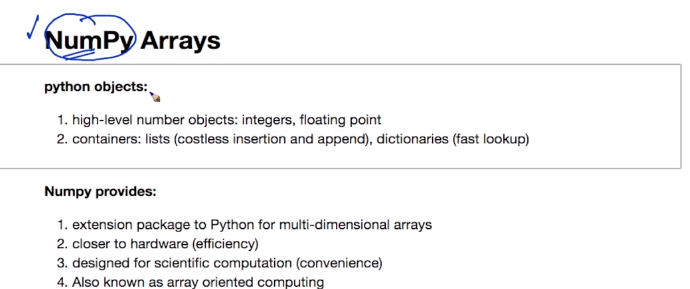 NumPy Arrays
python objects:
1. high-level number objects: integers, floating point
2. containers: lists (costless insertion and append), dictionaries (fast lookup)
Numpy provides:
1. extension package to Python for multi-dimensional arrays
2. closer to hardware (efficiency)
3. designed for scientific computation (convenience)
4. Also known as array oriented computing